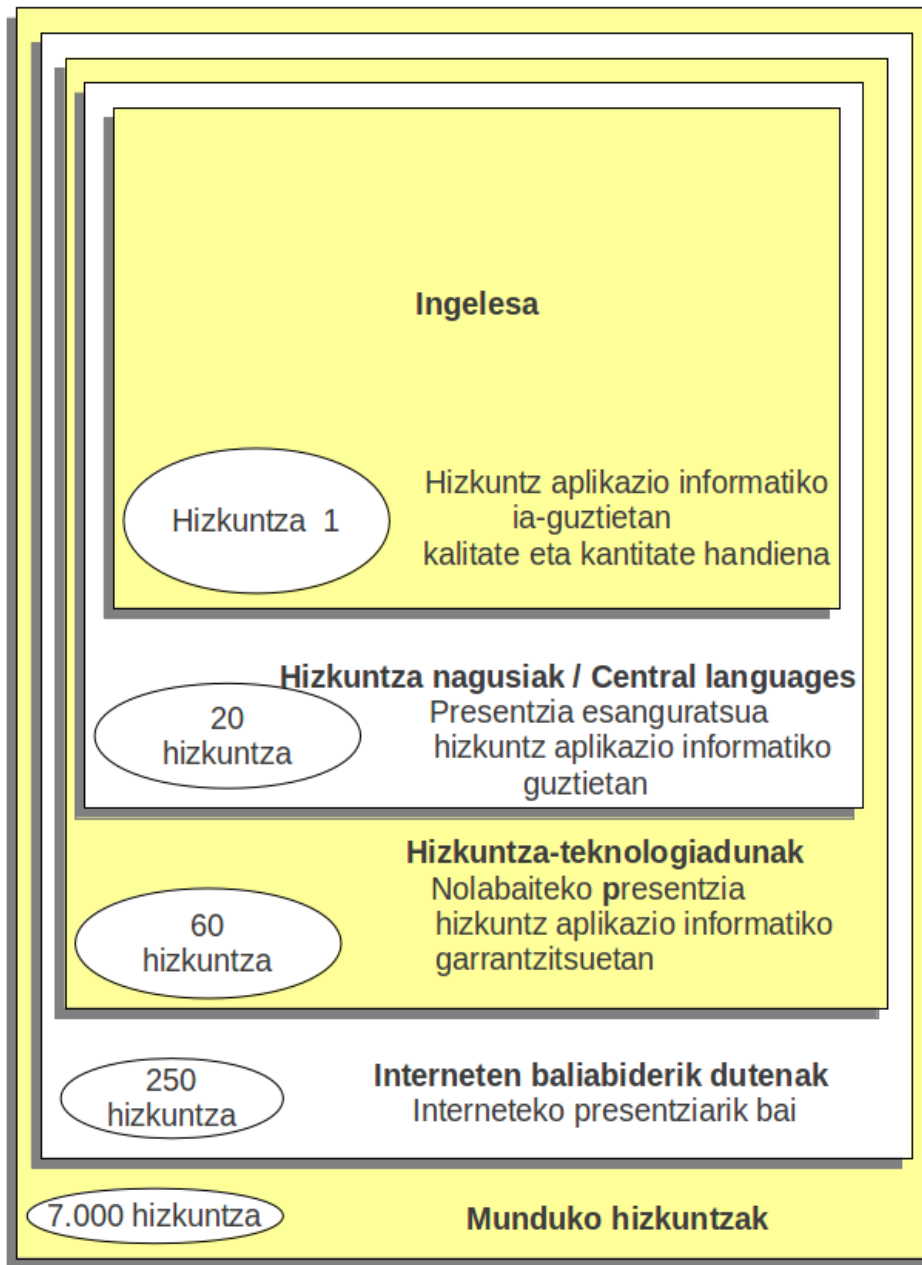 Ingelesa
Hizkuntza 1
Hizkuntz aplikazio informatiko
ia-guztietan
kalitate eta kantitate handiena
Hizkuntza nagusiak / Central languages
20
hizkuntza
Presentzia esanguratsua
hizkuntz aplikazio informatiko
guztietan
Hizkuntza-teknologiadunak
60
hizkuntza
Nolabaiteko presentzia
hizkuntz aplikazio informatiko
garrantzitsuetan
250
hizkuntza
Interneten baliabiderik dutenak
Interneteko presentziarik bai
7.000 hizkuntza
Munduko hizkuntzak